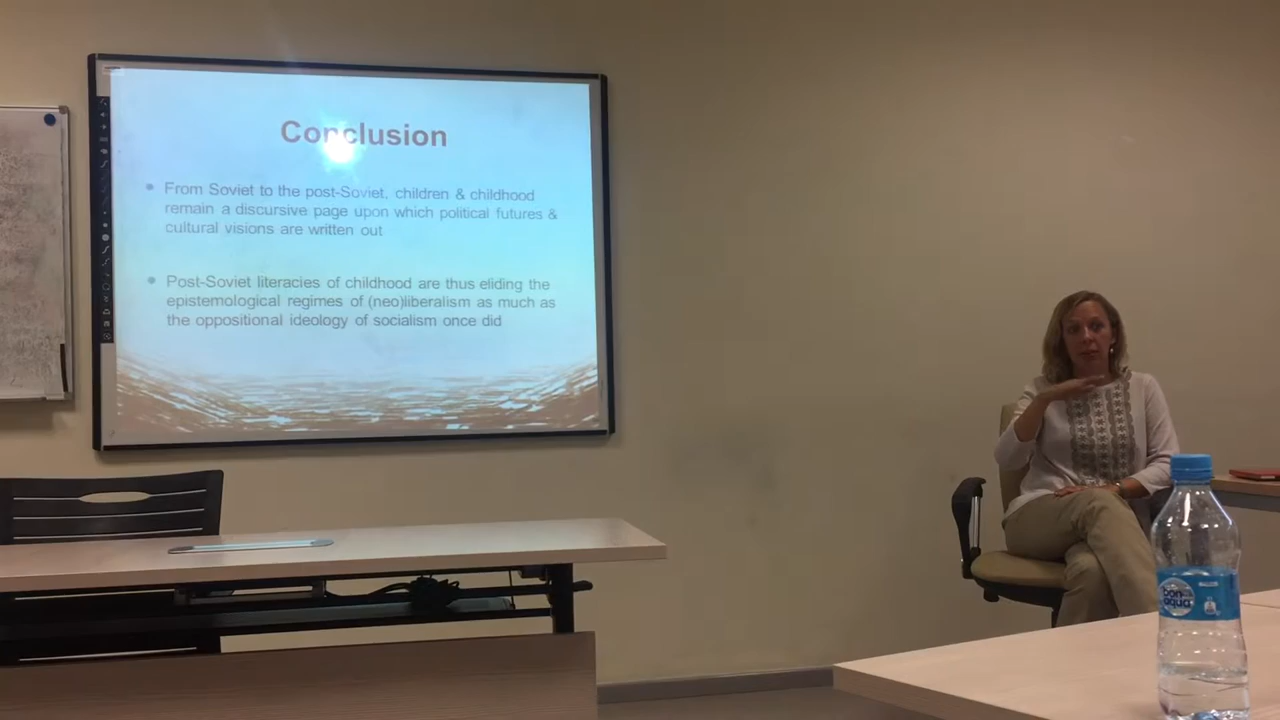 Conclusion
From Soviet to the post-Soviet, children & childhood
remain a discursive page upon which political futures &
cultural visions are written out
Post-Soviet literacies of childhood are thus eliding the
epistemological regimes of (neo)liberalism as much as
the oppositional ideology of socialism once did
bon
aqua